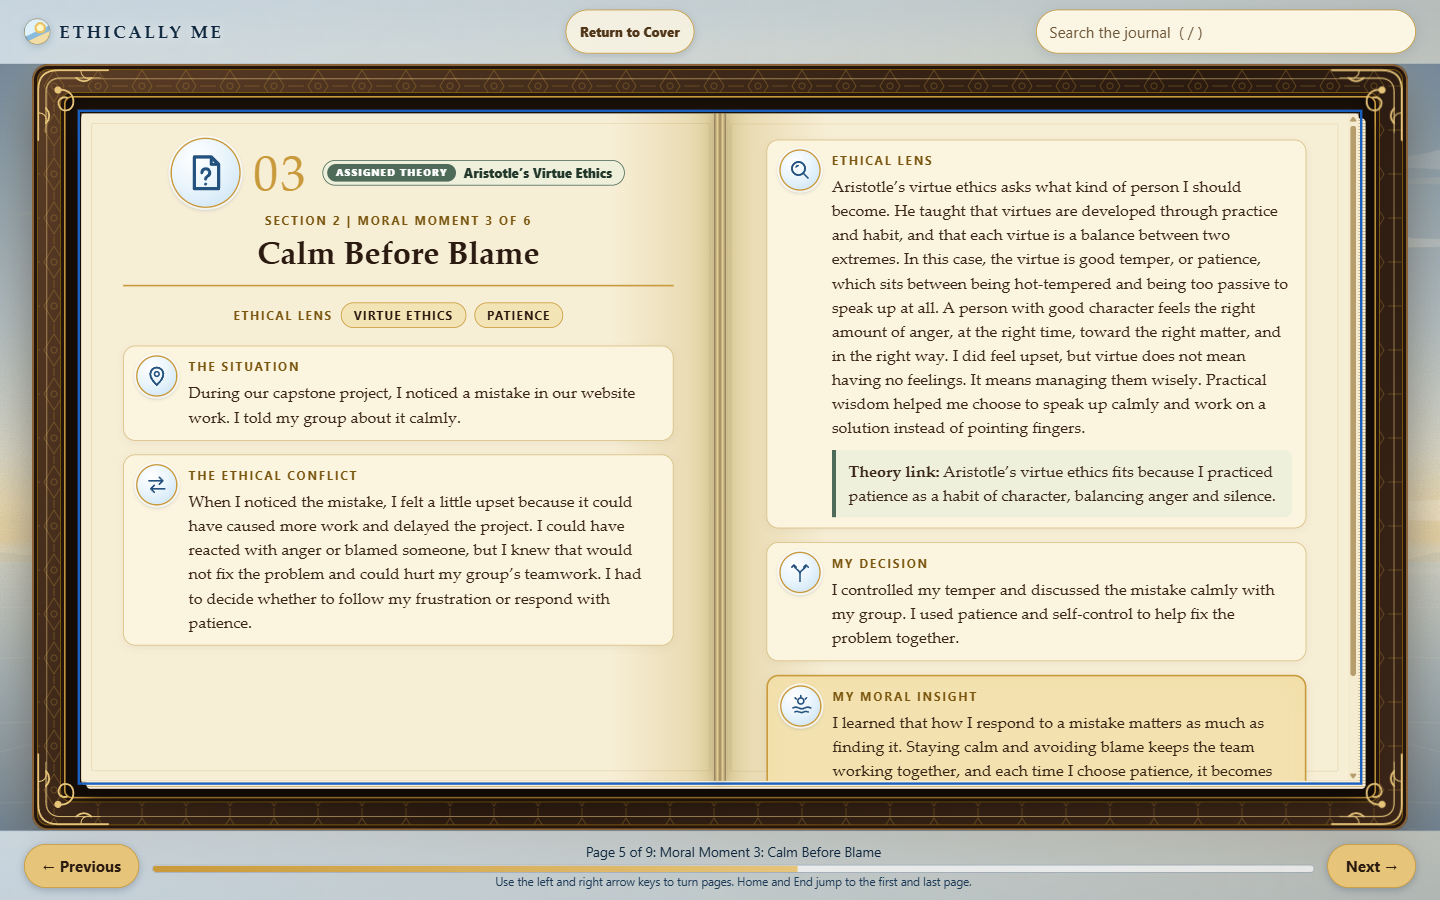 ETHICALLY ME
Return to Cover
Search the journal ( / )
03
ASSIGNED THEORY Aristotle’s Virtue Ethics
SECTION 2 | MORAL MOMENT 3 OF 6
Calm Before Blame
ETHICAL LENS VIRTUE ETHICS PATIENCE
THE SITUATION
During our capstone project, I noticed a mistake in our website
work. I told my group about it calmly.
THE ETHICAL CONFLICT
When I noticed the mistake, I felt a little upset because it could
have caused more work and delayed the project. I could have
reacted with anger or blamed someone, but I knew that would
not fix the problem and could hurt my group’s teamwork. I had
to decide whether to follow my frustration or respond with
patience.
ETHICAL LENS
Aristotle’s virtue ethics asks what kind of person I should
become. He taught that virtues are developed through practice
and habit, and that each virtue is a balance between two
extremes. In this case, the virtue is good temper, or patience,
which sits between being hot-tempered and being too passive to
speak up at all. A person with good character feels the right
amount of anger, at the right time, toward the right matter, and
in the right way. I did feel upset, but virtue does not mean
having no feelings. It means managing them wisely. Practical
wisdom helped me choose to speak up calmly and work on a
solution instead of pointing fingers.
Theory link: Aristotle’s virtue ethics fits because I practiced
patience as a habit of character, balancing anger and silence.
MY DECISION
I controlled my temper and discussed the mistake calmly with
my group. I used patience and self-control to help fix the
problem together.
MY MORAL INSIGHT
I learned that how I respond to a mistake matters as much as
finding it. Staying calm and avoiding blame keeps the team
working together, and each time I choose patience, it becomes
← Previous
Page 5 of 9: Moral Moment 3: Calm Before Blame
Use the left and right arrow keys to turn pages. Home and End jump to the first and last page.
Next →